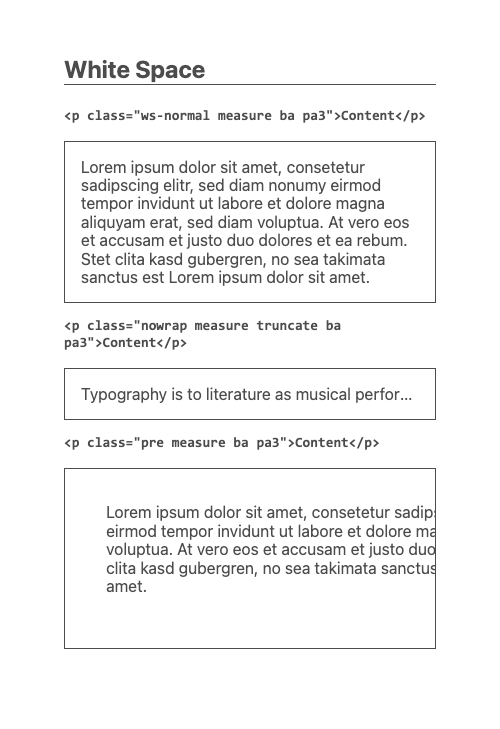 White Space
<p class="ws-normal measure ba pa3">Content</p>
Lorem ipsum dolor sit amet, consetetur
sadipscing elitr, sed diam nonumy eirmod
tempor invidunt ut labore et dolore magna
aliquyam erat, sed diam voluptua. At vero eos
et accusam et justo duo dolores et ea rebum.
Stet clita kasd gubergren, no sea takimata
sanctus est Lorem ipsum dolor sit amet.
<p class="nowrap measure truncate ba
pa3">Content</p>
Typography is to literature as musical perfor...
<p class="pre measure ba pa3">Content</p>
Lorem ipsum dolor sit amet, consetetur sadips
eirmod tempor invidunt ut labore et dolore ma
voluptua. At vero eos et accusam et justo duo
clita kasd gubergren, no sea takimata sanctus
amet.